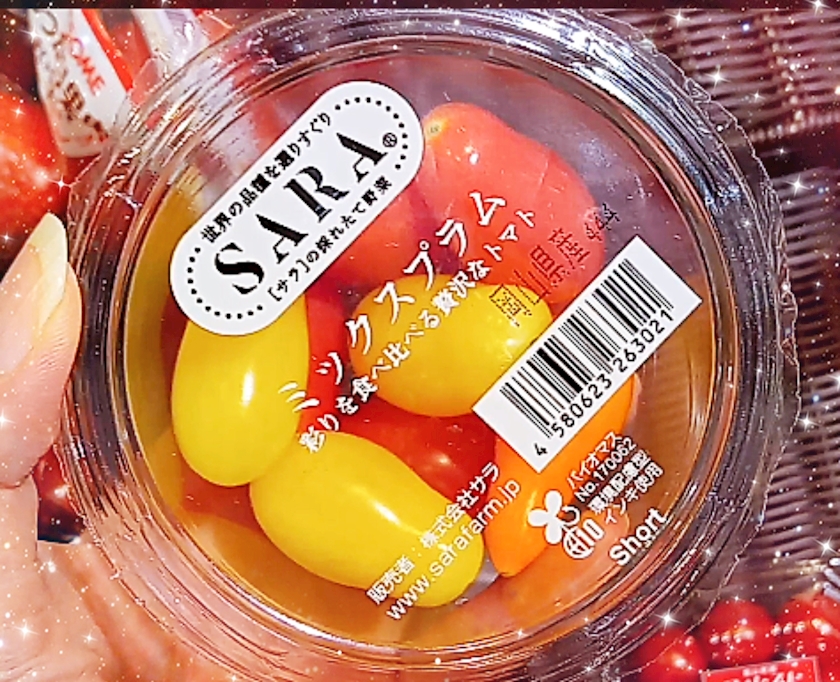 世界の品種を選りすぐり
SARA®
[サラ]の採れたて野菜
ミックスプラム
彩りを食べ比べる贅沢なトマト
岡山県産
4 580623 263021
バイオマス
No.170062
環境配慮型
インキ使用
Short
販売者:株式会社サラ
www.sarafarm.jp